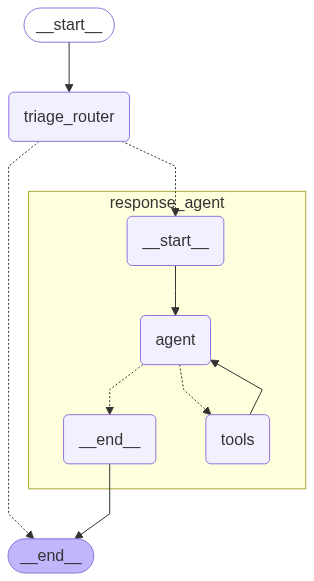 __start__
triage_router
response_agent
__start__
agent
__end__
tools
__end__